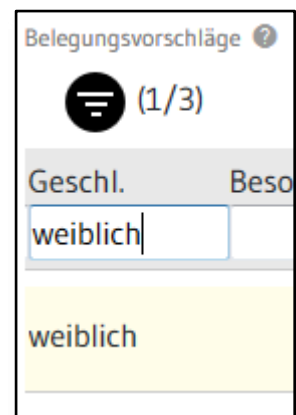 Belegungsvorschläge ?
(1/3)
Geschl. Beso
weiblich
weiblich